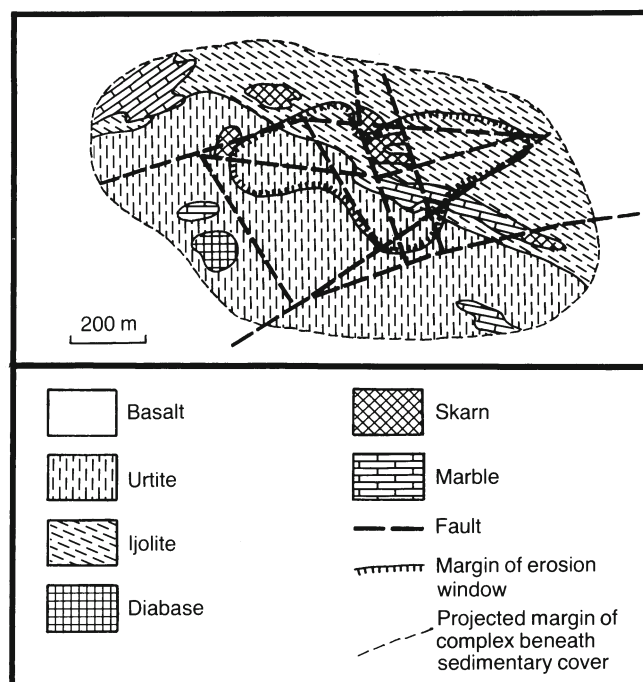 200 m
Basalt
Urtite
Ijolite
Diabase
Skarn
Marble
Fault
Margin of erosion
window
Projected margin of
complex beneath
sedimentary cover